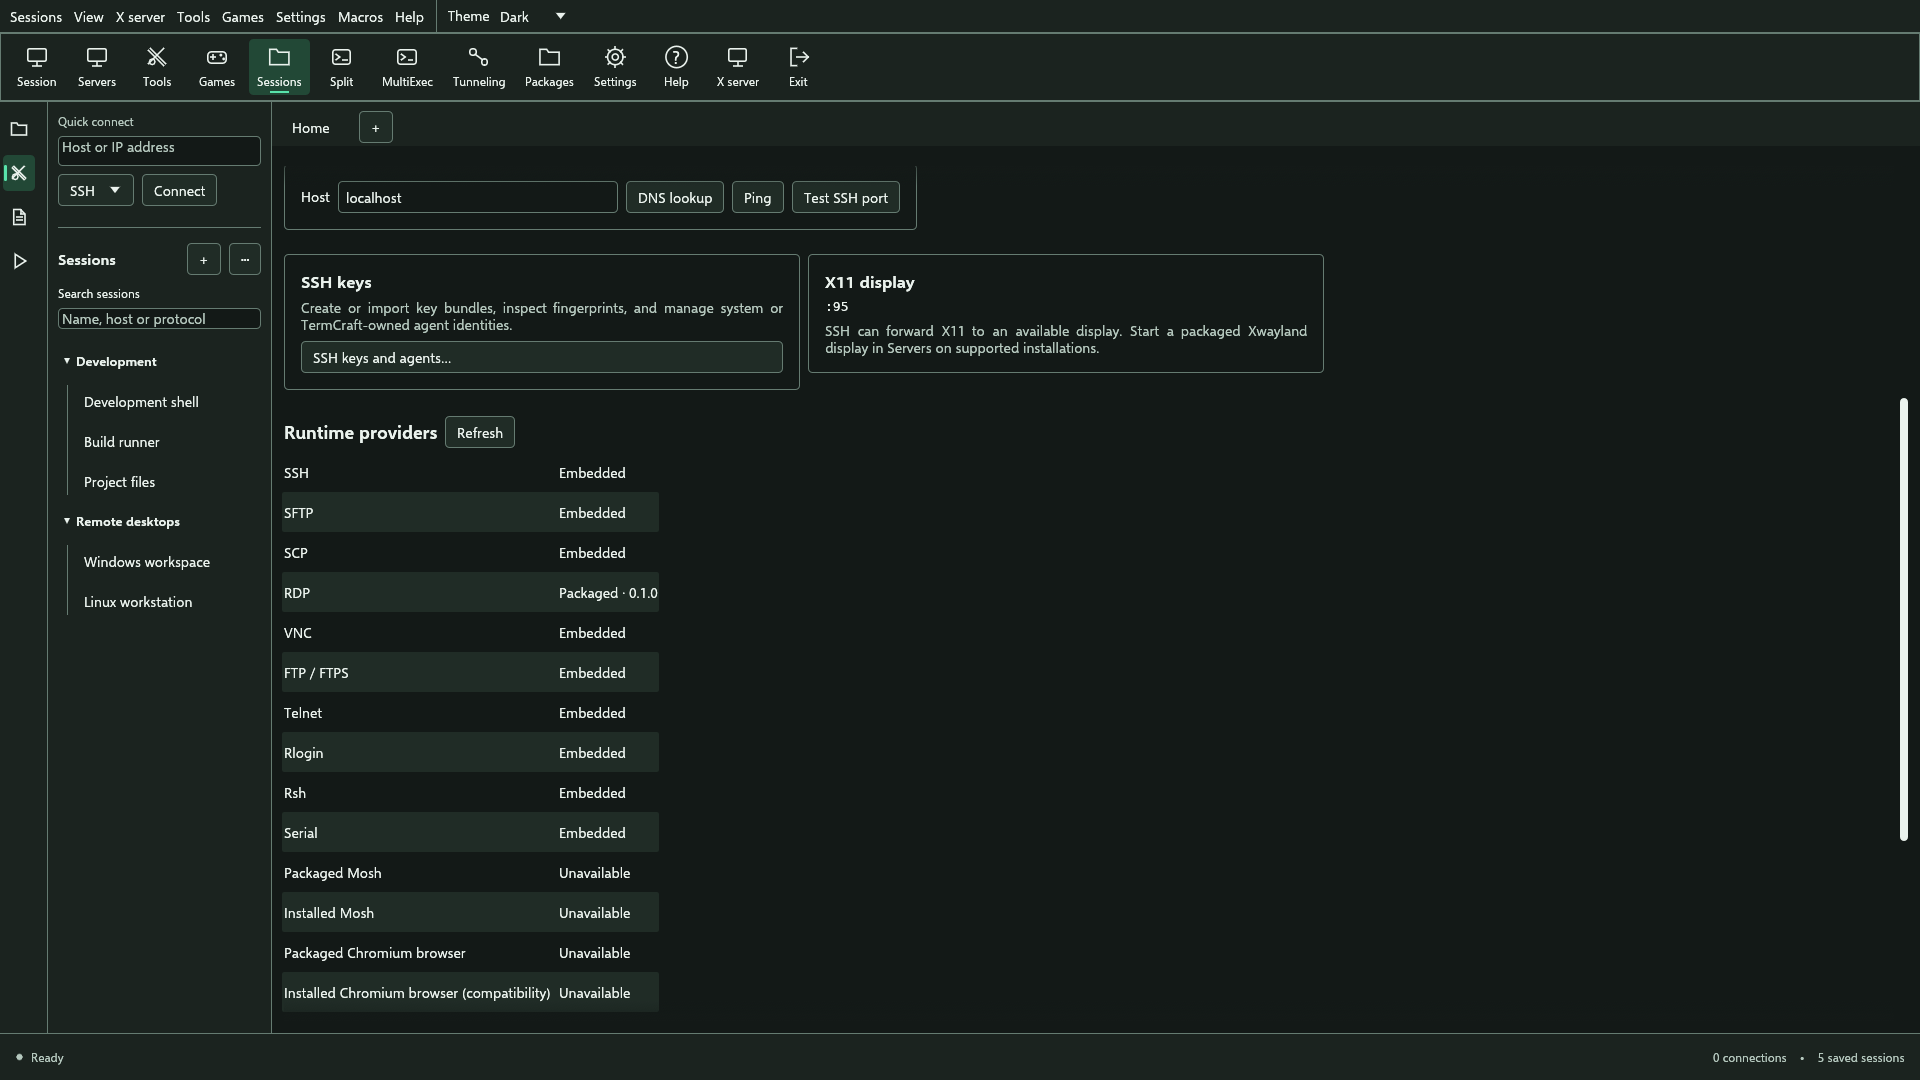 Sessions View X server Tools Games Settings Macros Help Theme Dark
Session Servers Tools Games Sessions Split MultiExec Tunneling Packages Settings Help X server Exit
Quick connect
Host or IP address
SSH Connect
Sessions + ...
Search sessions
Name, host or protocol
Development
Development shell
Build runner
Project files
Remote desktops
Windows workspace
Linux workstation
Home +
Host localhost DNS lookup Ping Test SSH port
SSH keys
Create or import key bundles, inspect fingerprints, and manage system or
TermCraft-owned agent identities.
SSH keys and agents...
X11 display
:95
SSH can forward X11 to an available display. Start a packaged Xwayland
display in Servers on supported installations.
Runtime providers Refresh
SSH Embedded
SFTP Embedded
SCP Embedded
RDP Packaged · 0.1.0
VNC Embedded
FTP / FTPS Embedded
Telnet Embedded
Rlogin Embedded
Rsh Embedded
Serial Embedded
Packaged Mosh Unavailable
Installed Mosh Unavailable
Packaged Chromium browser Unavailable
Installed Chromium browser (compatibility) Unavailable
Ready
0 connections • 5 saved sessions